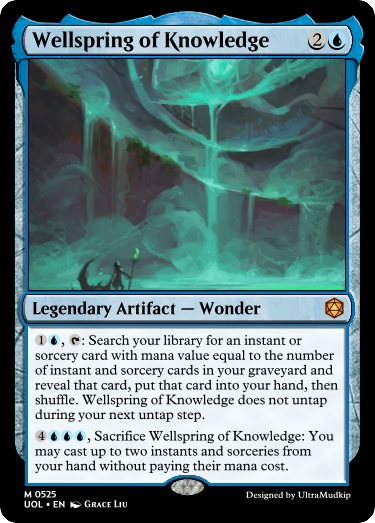 Wellspring of Knowledge 2
Legendary Artifact — Wonder
1, : Search your library for an instant or
sorcery card with mana value equal to the number
of instant and sorcery cards in your graveyard and
reveal that card, put that card into your hand, then
shuffle. Wellspring of Knowledge does not untap
during your next untap step.
4, Sacrifice Wellspring of Knowledge: You
may cast up to two instants and sorceries from
your hand without paying their mana cost.
M 0525
UOL • EN Grace Liu
Designed by UltraMudkip